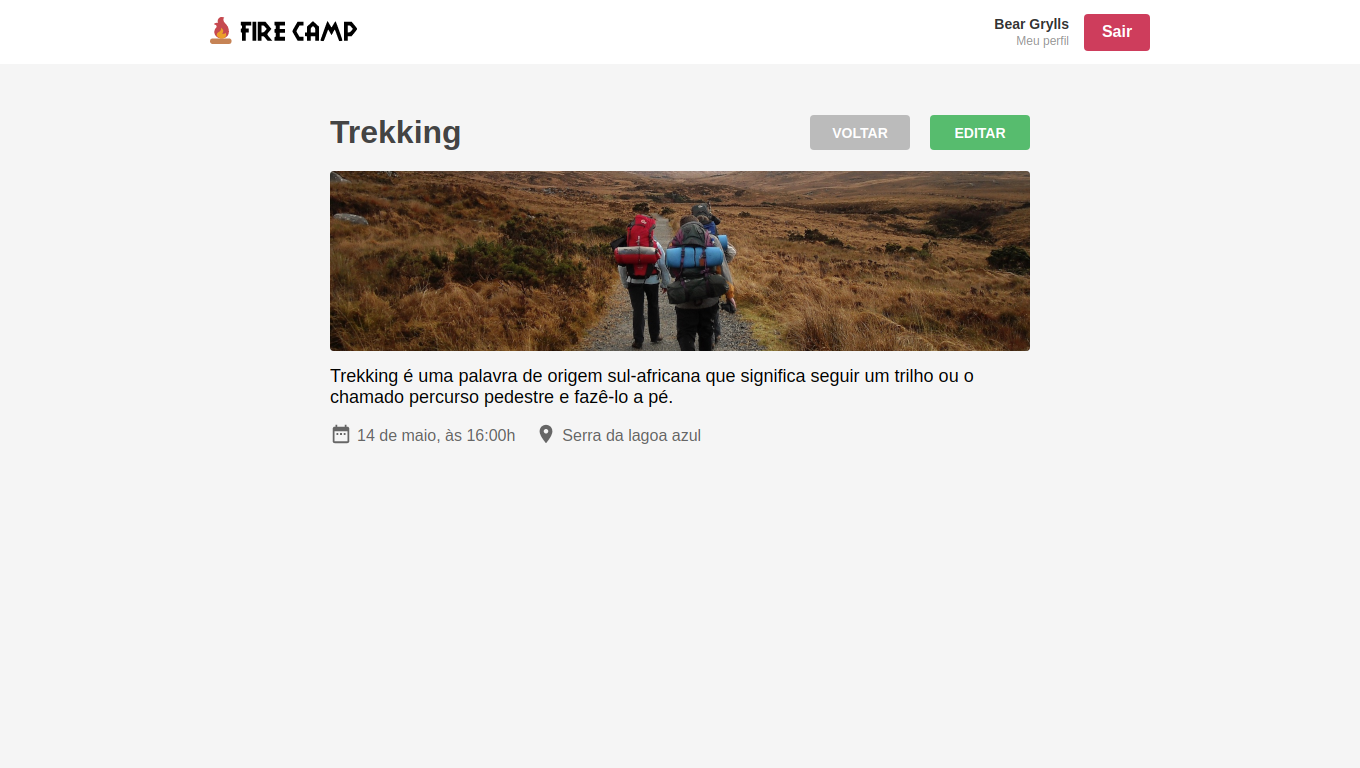 FIRE CAMP
Bear Grylls
Meu perfil
Sair
Trekking
VOLTAR
EDITAR
Trekking é uma palavra de origem sul-africana que significa seguir um trilho ou o
chamado percurso pedestre e fazê-lo a pé.
14 de maio, às 16:00h
Serra da lagoa azul